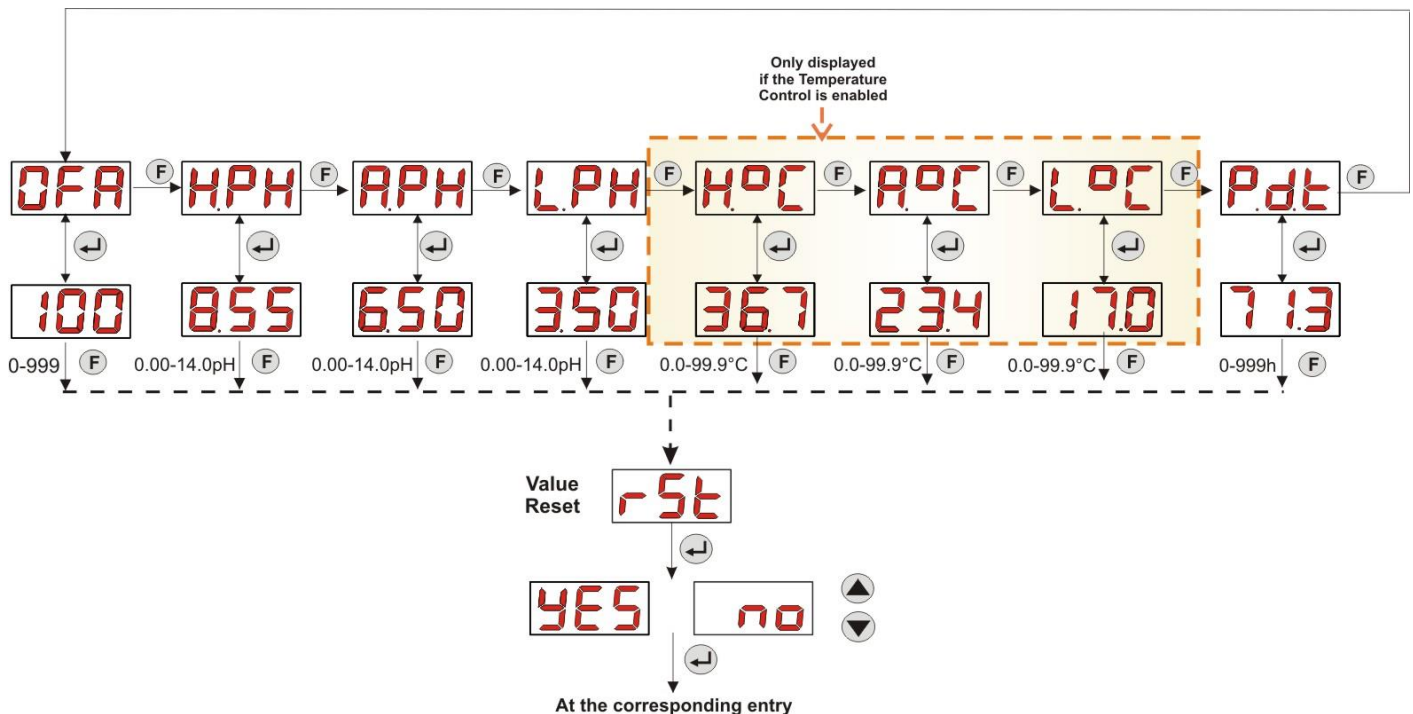 Only displayed
if the Temperature
Control is enabled
OFA F H.PH F A.PH F L.PH F H.°C F A.°C F L.°C F P.d.t F
100 8.55 6.50 3.50 36.7 23.4 17.0 71.3
0-999 F 0.00-14.0pH F 0.00-14.0pH F 0.00-14.0pH F 0.0-99.9°C F 0.0-99.9°C F 0.0-99.9°C F 0-999h F
Value
Reset
rSt
YES no
At the corresponding entry